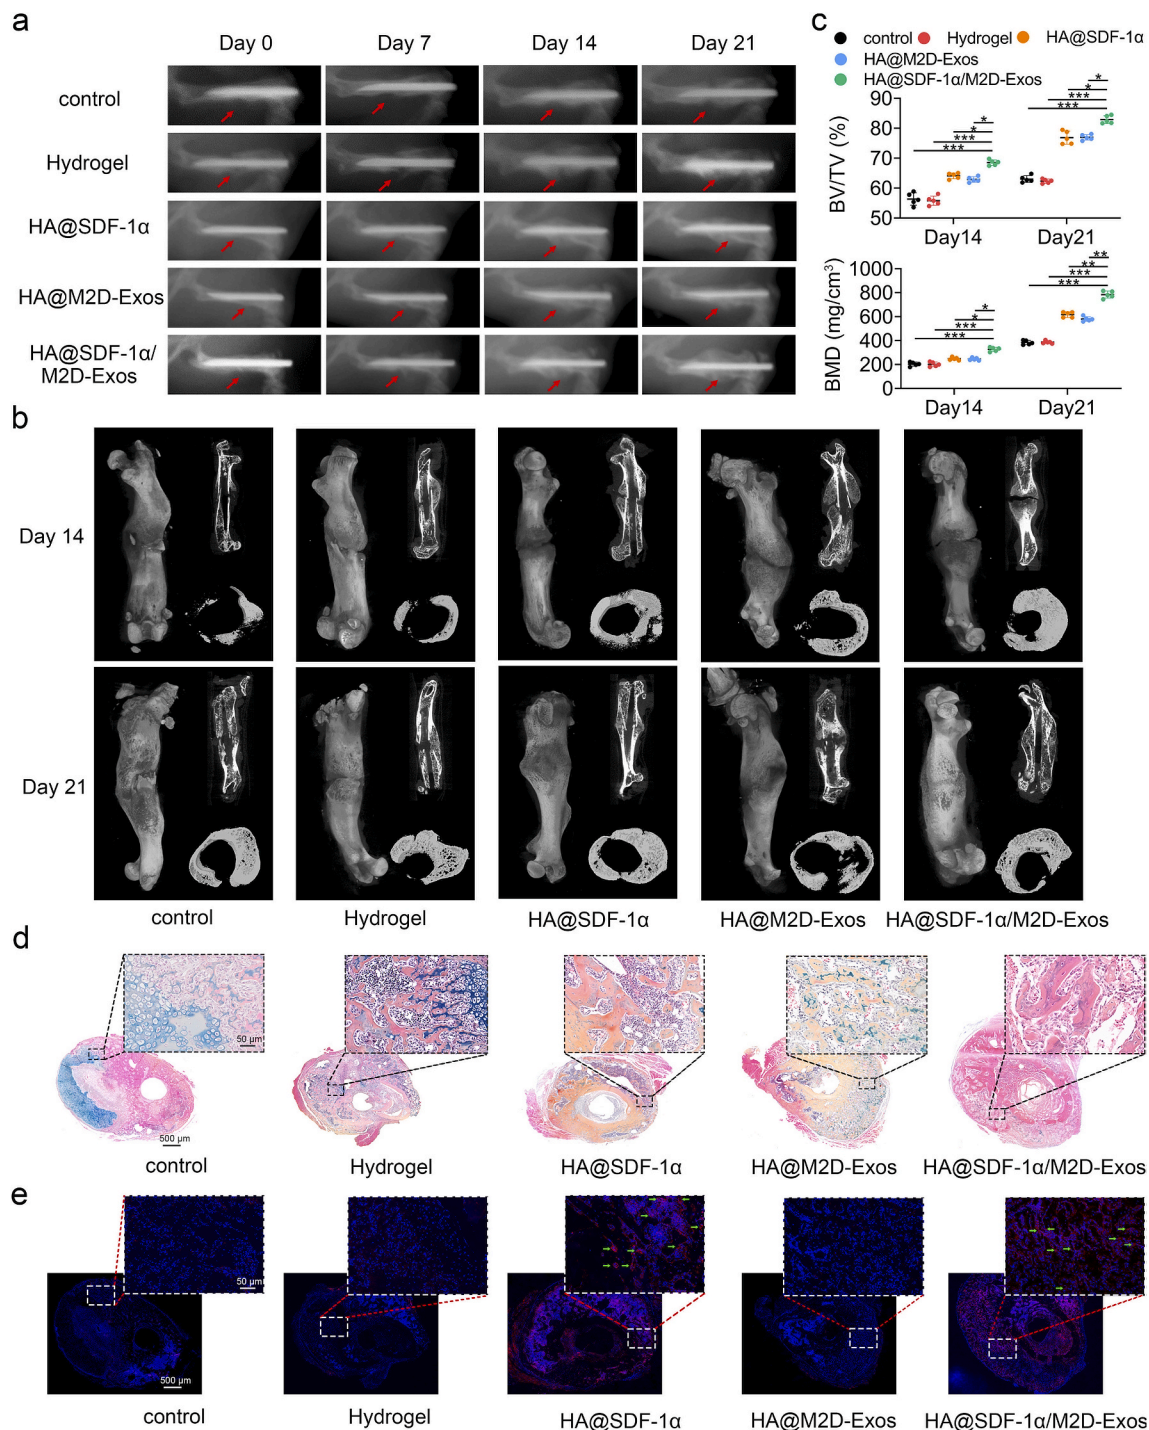 a
Day 0
Day 7
Day 14
Day 21
control
Hydrogel
HA@SDF-1α
HA@M2D-Exos
HA@SDF-1α/
M2D-Exos
c
control
Hydrogel
HA@SDF-1α
HA@M2D-Exos
HA@SDF-1α/M2D-Exos
BV/TV (%)
90
80
70
60
50
***
***
*
*
***
***
*
*
Day14
Day21
BMD (mg/cm³)
1000
800
600
400
200
0
***
***
*
*
***
***
**
**
Day14
Day21
b
Day 14
Day 21
control
Hydrogel
HA@SDF-1α
HA@M2D-Exos
HA@SDF-1α/M2D-Exos
d
50 µm
500 µm
control
Hydrogel
HA@SDF-1α
HA@M2D-Exos
HA@SDF-1α/M2D-Exos
e
50 µm
500 µm
control
Hydrogel
HA@SDF-1α
HA@M2D-Exos
HA@SDF-1α/M2D-Exos